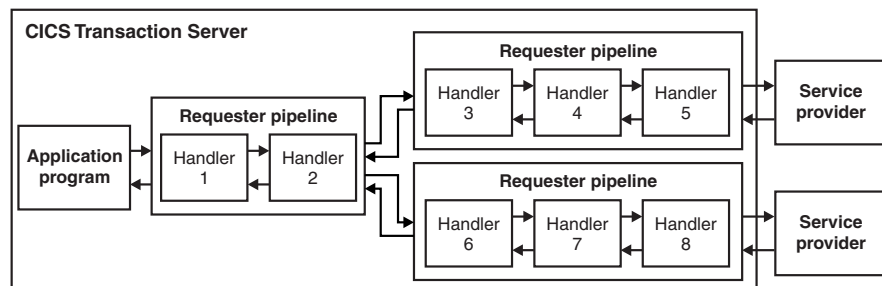 CICS Transaction Server
Application
program
Requester pipeline
Handler
1
Handler
2
Requester pipeline
Handler
3
Handler
4
Handler
5
Service
provider
Requester pipeline
Handler
6
Handler
7
Handler
8
Service
provider